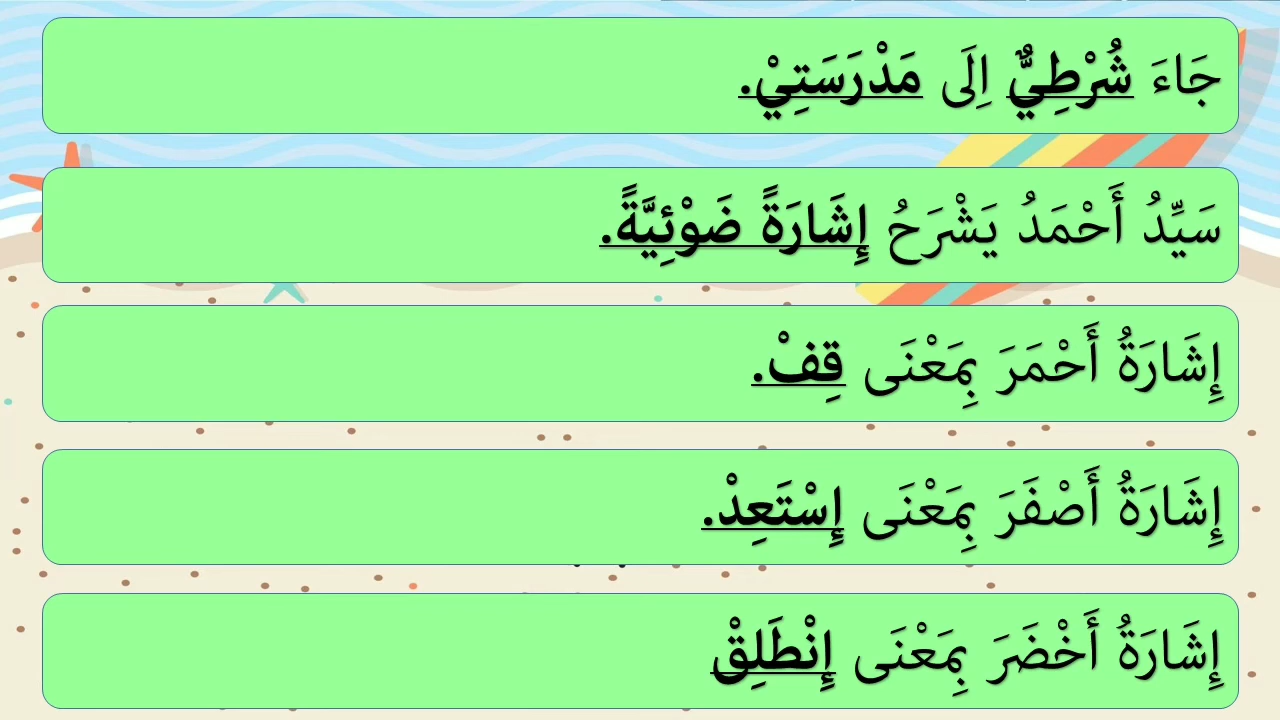 جَاءَ شُرْطِيٌّ اِلَى مَدْرَسَتِيْ.
سَيِّدُ أَحْمَدُ يَشْرَحُ إِشَارَةً ضَوْئِيَّةً.
إِشَارَةُ أَحْمَرَ بِمَعْنَى قِفْ.
إِشَارَةُ أَصْفَرَ بِمَعْنَى إِسْتَعِدْ.
إِشَارَةُ أَخْضَرَ بِمَعْنَى إِنْطَلِقْ